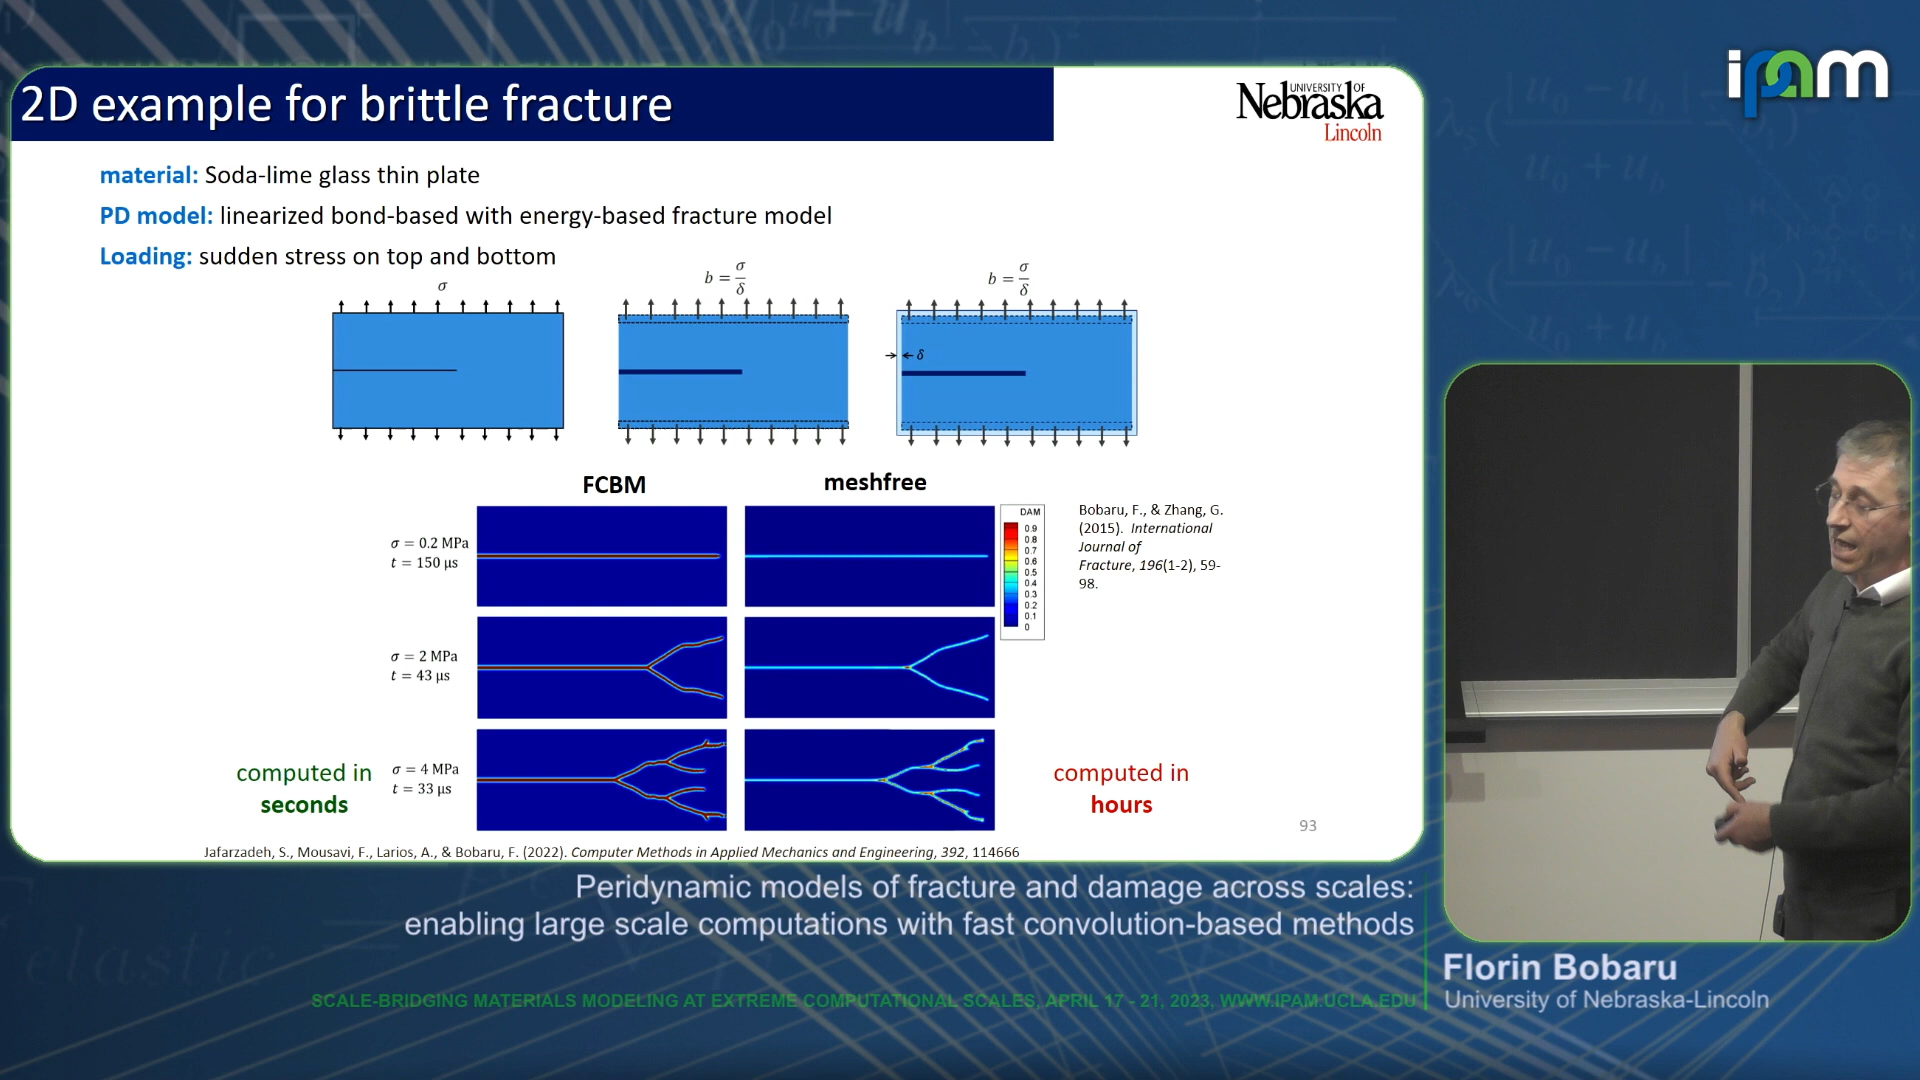 ipam
2D example for brittle fracture
UNIVERSITY OF
Nebraska
Lincoln
material: Soda-lime glass thin plate
PD model: linearized bond-based with energy-based fracture model
Loading: sudden stress on top and bottom
σ
b = σ/δ
b = σ/δ
δ
FCBM
meshfree
σ = 0.2 MPa
t = 150 μs
DAM
0.9
0.8
0.7
0.6
0.5
0.4
0.3
0.2
0.1
0
Bobaru, F., & Zhang, G.
(2015). International
Journal of
Fracture, 196(1-2), 59-
98.
σ = 2 MPa
t = 43 μs
computed in
seconds
σ = 4 MPa
t = 33 μs
computed in
hours
93
Jafarzadeh, S., Mousavi, F., Larios, A., & Bobaru, F. (2022). Computer Methods in Applied Mechanics and Engineering, 392, 114666
Peridynamic models of fracture and damage across scales:
enabling large scale computations with fast convolution-based methods
Florin Bobaru
University of Nebraska-Lincoln
SCALE-BRIDGING MATERIALS MODELING AT EXTREME COMPUTATIONAL SCALES, APRIL 17 - 21, 2023, WWW.IPAM.UCLA.EDU
elastic